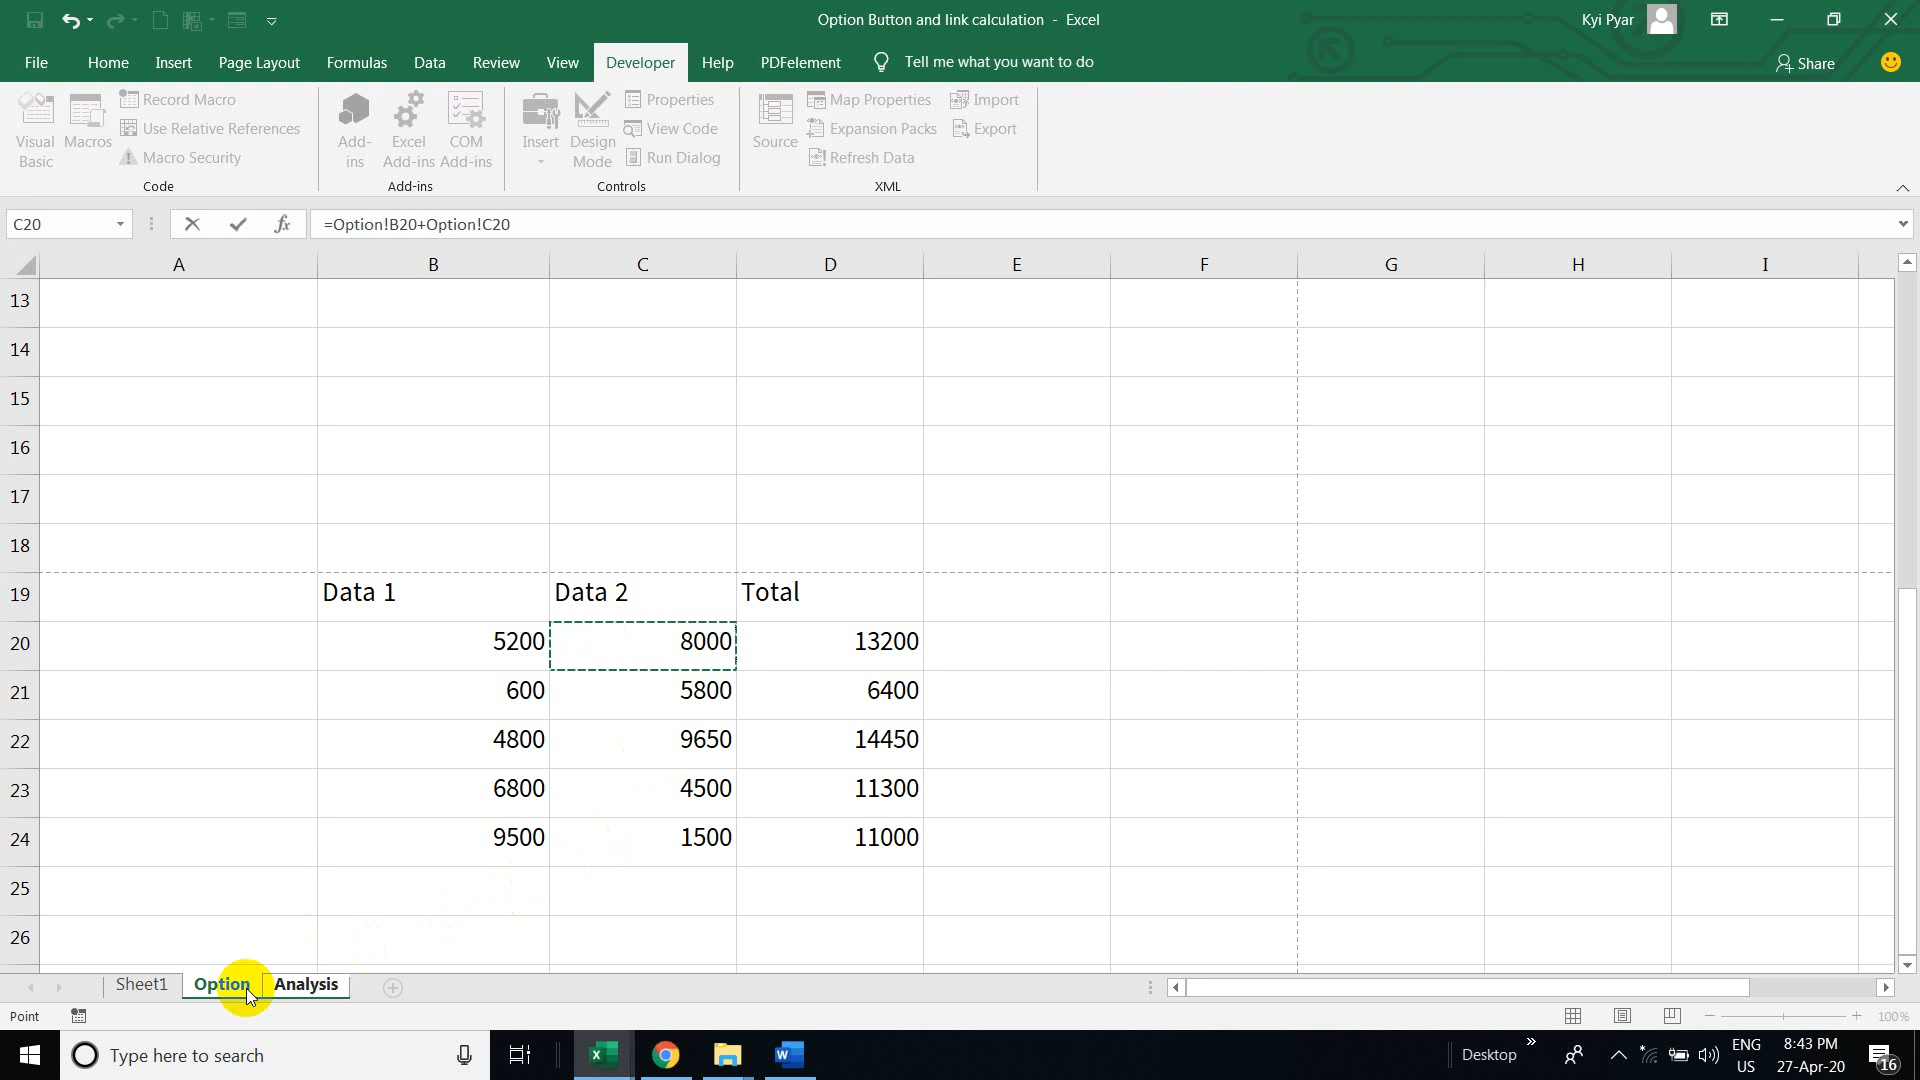 Option Button and link calculation - Excel
Kyi Pyar
File Home Insert Page Layout Formulas Data Review View Developer Help PDFelement Tell me what you want to do Share
Visual Basic
Macros
Record Macro
Use Relative References
Macro Security
Code
Add-ins
Excel Add-ins
COM Add-ins
Add-ins
Insert
Design Mode
Properties
View Code
Run Dialog
Controls
Source
Map Properties
Expansion Packs
Refresh Data
Import
Export
XML
C20 fx =Option!B20+Option!C20
A B C D E F G H I
13
14
15
16
17
18
19 Data 1 Data 2 Total
20 5200 8000 13200
21 600 5800 6400
22 4800 9650 14450
23 6800 4500 11300
24 9500 1500 11000
25
26
Sheet1 Option Analysis
Point 100%
Type here to search
Desktop
ENG US
8:43 PM
27-Apr-20
16